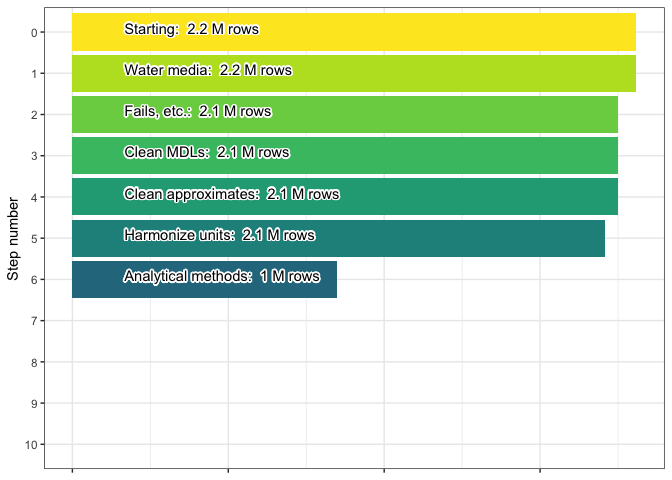 Step number
0
Starting:  2.2 M rows
1
Water media:  2.2 M rows
2
Fails, etc.:  2.1 M rows
3
Clean MDLs:  2.1 M rows
4
Clean approximates:  2.1 M rows
5
Harmonize units:  2.1 M rows
6
Analytical methods:  1 M rows
7
8
9
10